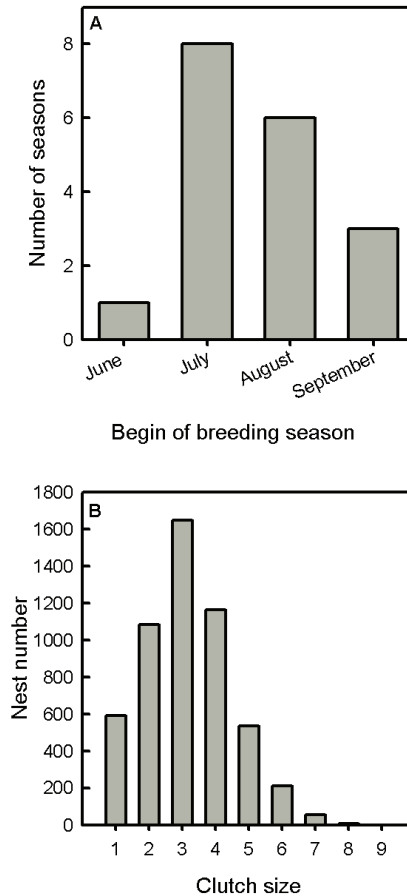 A
8
6
4
2
0
Number of seasons
June
July
August
September
Begin of breeding season
B
1800
1600
1400
1200
1000
800
600
400
200
0
Nest number
1 2 3 4 5 6 7 8 9
Clutch size